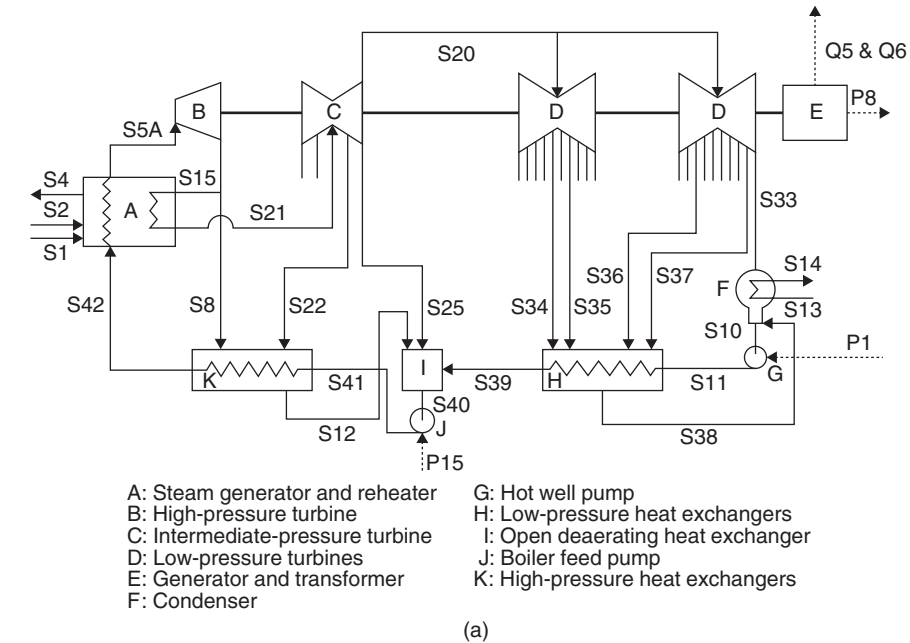 S20
Q5 & Q6
B
C
D
D
E
P8
S5A
S4
S15
S2
A
S21
S1
S33
S36
S37
F
S14
S13
S42
S8
S22
S25
S34
S35
S10
P1
K
S41
I
S39
H
S11
G
S40
S12
J
S38
P15
A: Steam generator and reheater
B: High-pressure turbine
C: Intermediate-pressure turbine
D: Low-pressure turbines
E: Generator and transformer
F: Condenser
G: Hot well pump
H: Low-pressure heat exchangers
I: Open deaerating heat exchanger
J: Boiler feed pump
K: High-pressure heat exchangers
(a)